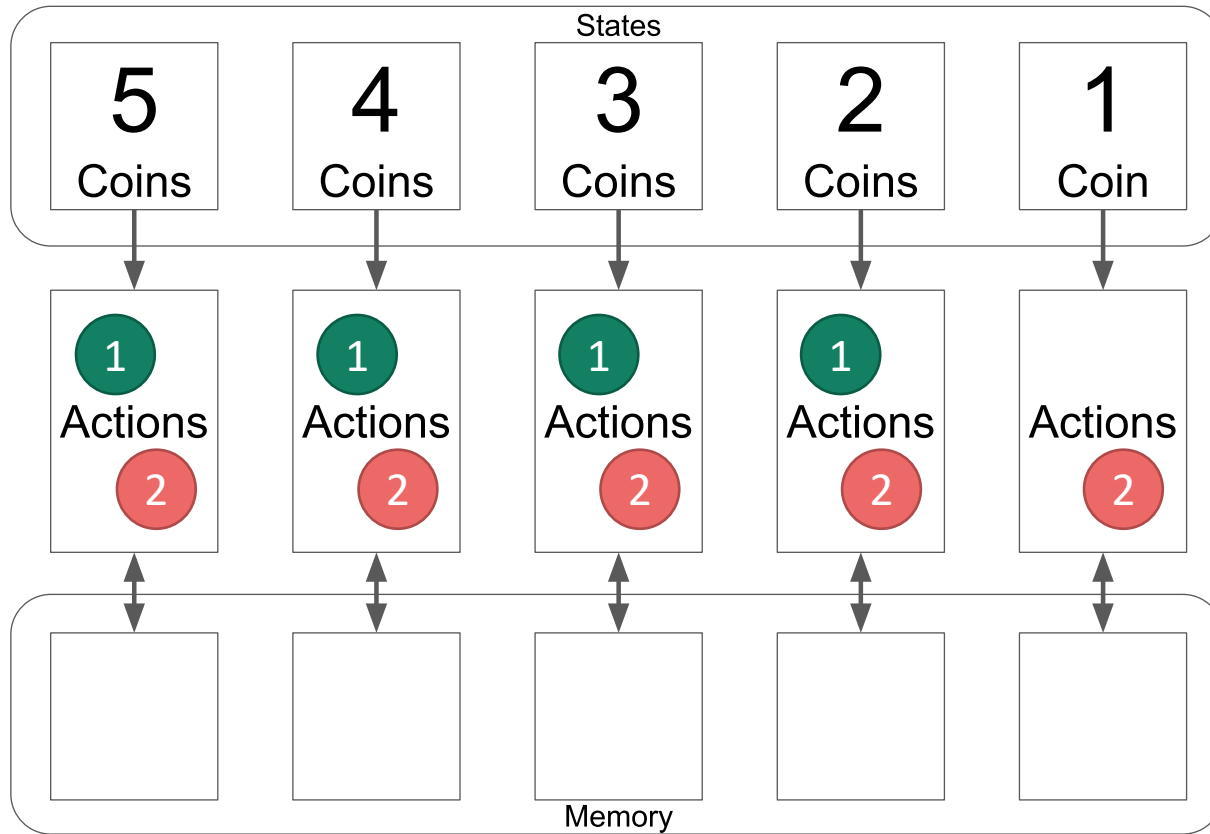 States
5 4 3 2 1
Coins Coins Coins Coins Coin
1 1 1 1
Actions Actions Actions Actions Actions
2 2 2 2 2
Memory